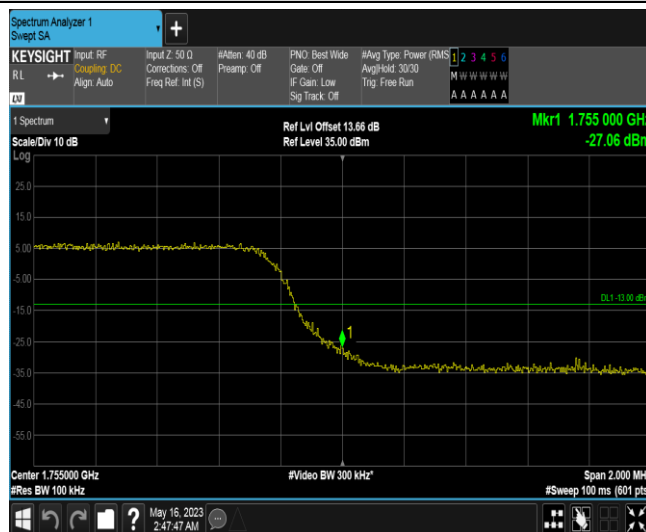 Spectrum Analyzer 1
Swept SA
+
KEYSIGHT
RL
LXI
Input: RF
Coupling: DC
Align: Auto
Input Z: 50 Ω
Corrections: Off
Freq Ref: Int (S)
#Atten: 40 dB
Preamp: Off
PNO: Best Wide
Gate: Off
IF Gain: Low
Sig Track: Off
#Avg Type: Power (RMS
Avg|Hold: 30/30
Trig: Free Run
1 2 3 4 5 6
M W W W W W
A A A A A A
1 Spectrum
Scale/Div 10 dB
Log
Ref Lvl Offset 13.66 dB
Ref Level 35.00 dBm
Mkr1 1.755 000 GHz
-27.06 dBm
25.0
15.0
5.00
-5.00
-15.0
-25.0
-35.0
-45.0
-55.0
DL1 -13.00 dBm
1
Center 1.755000 GHz
#Res BW 100 kHz
#Video BW 300 kHz*
Span 2.000 MH
#Sweep 100 ms (601 pts
?
May 16, 2023
2:47:47 AM